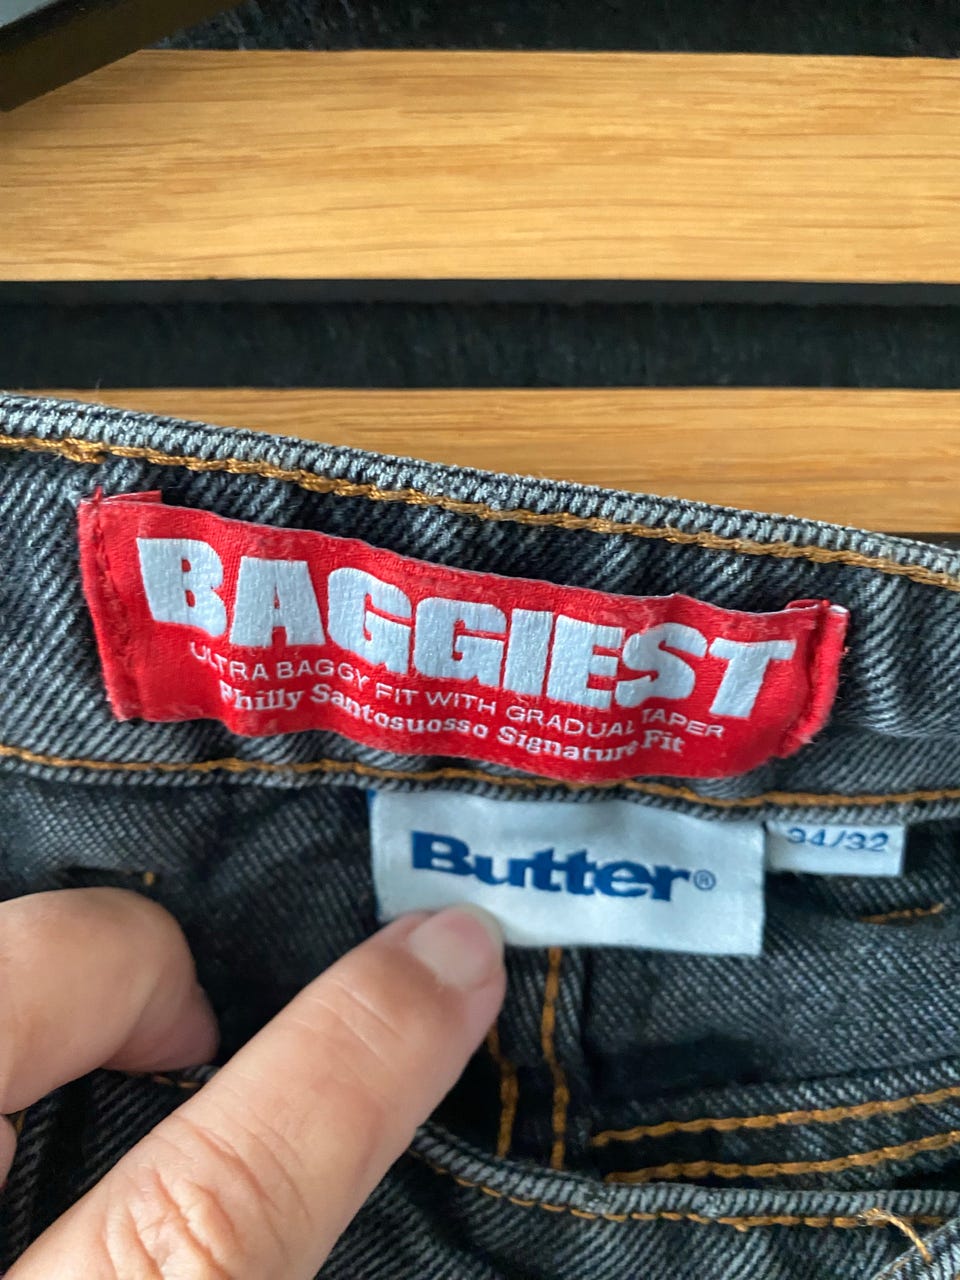 BAGGIEST
ULTRA BAGGY FIT WITH GRADUAL TAPER
Philly Santosuosso Signature Fit
Butter®
34/32